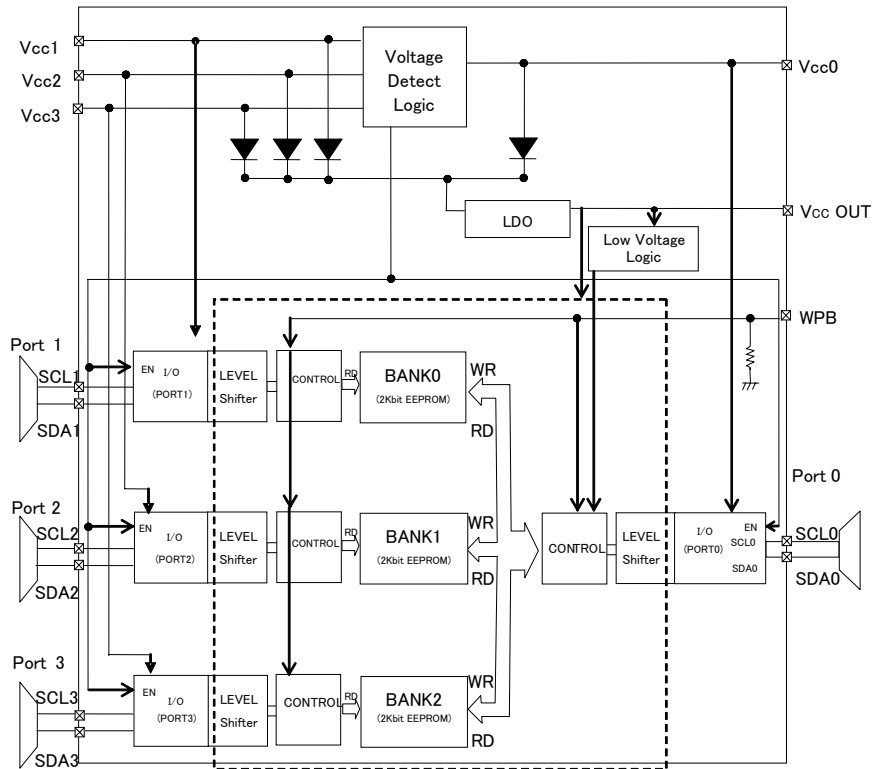 Vcc1
Vcc2
Vcc3
Voltage
Detect
Logic
Vcc0
LDO
Vcc OUT
Low Voltage
Logic
WPB
Port 1
SCL1
SDA1
EN
I/O
(PORT1)
LEVEL
Shifter
CONTROL
RD
BANK0
(2Kbit EEPROM)
WR
RD
Port 2
SCL2
SDA2
EN
I/O
(PORT2)
LEVEL
Shifter
CONTROL
RD
BANK1
(2Kbit EEPROM)
WR
RD
CONTROL
LEVEL
Shifter
I/O
(PORT0)
EN
SCL0
SDA0
Port 0
SCL0
SDA0
Port 3
SCL3
SDA3
EN
I/O
(PORT3)
LEVEL
Shifter
CONTROL
RD
BANK2
(2Kbit EEPROM)
WR
RD